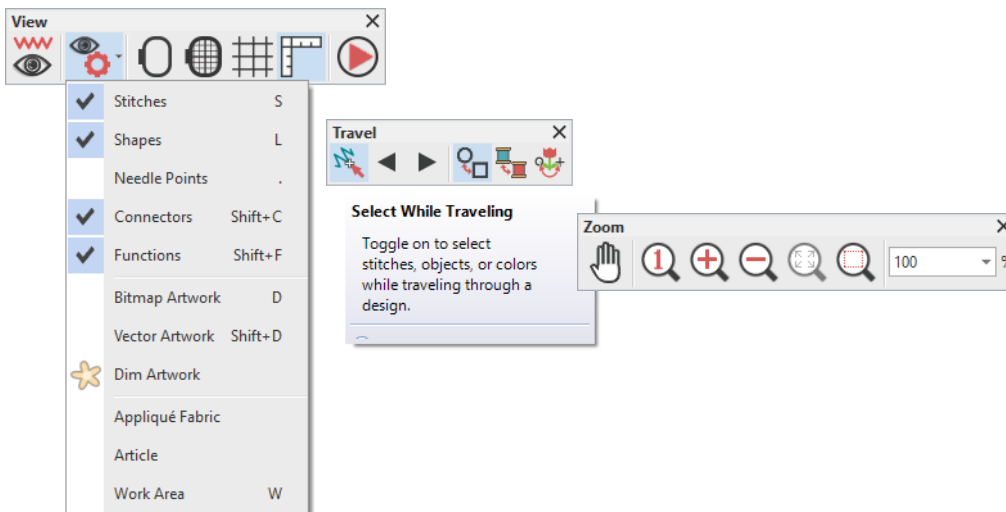 View
Stitches S
Shapes L
Needle Points .
Connectors Shift+C
Functions Shift+F
Bitmap Artwork D
Vector Artwork Shift+D
Dim Artwork
Appliqué Fabric
Article
Work Area W
Travel
Select While Traveling
Toggle on to select
stitches, objects, or colors
while traveling through a
design.
Zoom
1
100